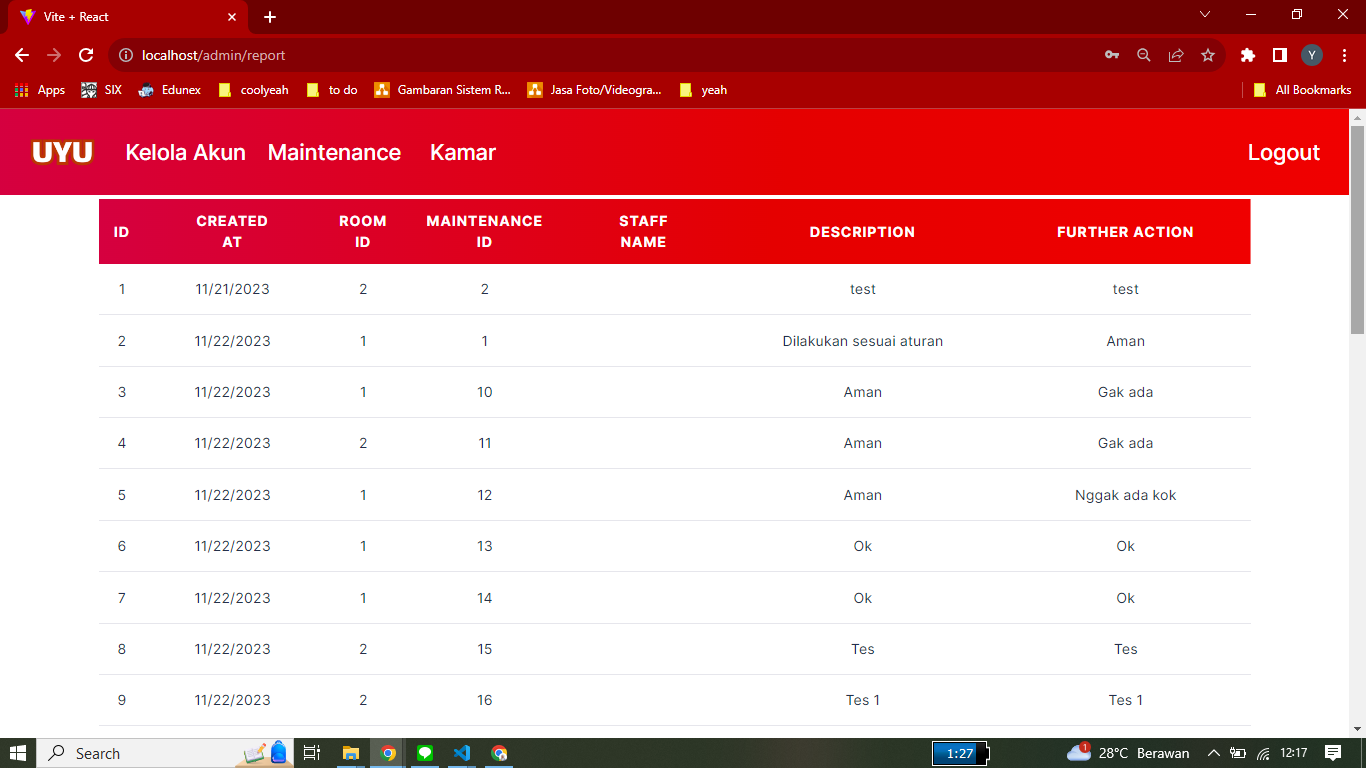 Vite + React
localhost/admin/report
Y
Apps SIX Edunex coolyeah to do Gambaran Sistem R... Jasa Foto/Videogra... yeah All Bookmarks
UYU Kelola Akun Maintenance Kamar Logout
ID CREATED AT ROOM ID MAINTENANCE ID STAFF NAME DESCRIPTION FURTHER ACTION
1 11/21/2023 2 2 test test
2 11/22/2023 1 1 Dilakukan sesuai aturan Aman
3 11/22/2023 1 10 Aman Gak ada
4 11/22/2023 2 11 Aman Gak ada
5 11/22/2023 1 12 Aman Nggak ada kok
6 11/22/2023 1 13 Ok Ok
7 11/22/2023 1 14 Ok Ok
8 11/22/2023 2 15 Tes Tes
9 11/22/2023 2 16 Tes 1 Tes 1
Search 1:27 1 28°C Berawan 12:17